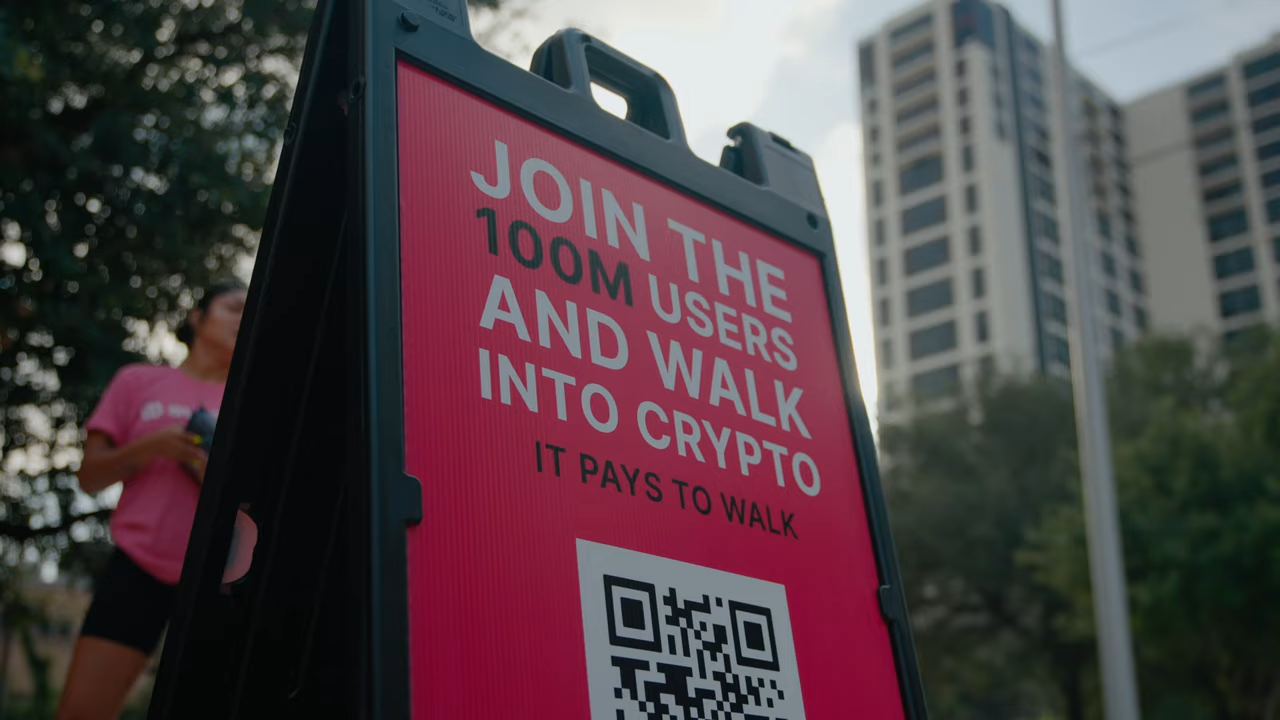 JOIN THE
100M USERS
AND WALK
INTO CRYPTO
IT PAYS TO WALK